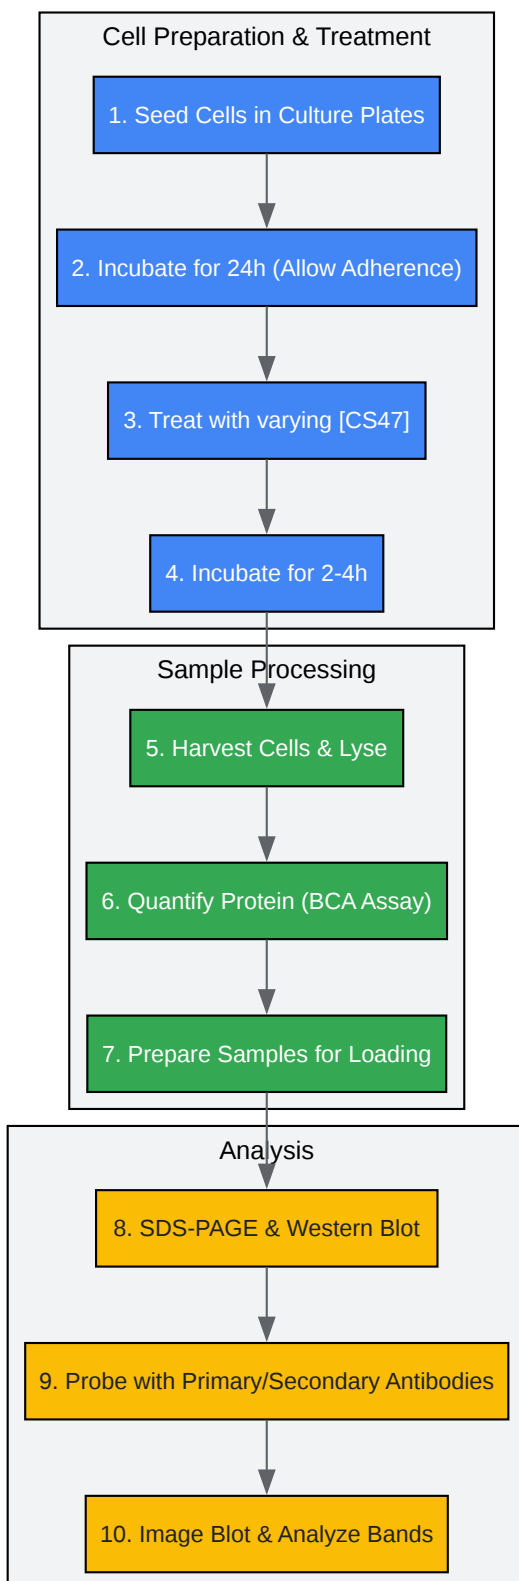 Cell Preparation & Treatment
1. Seed Cells in Culture Plates
2. Incubate for 24h (Allow Adherence)
3. Treat with varying [CS47]
4. Incubate for 2-4h
Sample Processing
5. Harvest Cells & Lyse
6. Quantify Protein (BCA Assay)
7. Prepare Samples for Loading
Analysis
8. SDS-PAGE & Western Blot
9. Probe with Primary/Secondary Antibodies
10. Image Blot & Analyze Bands